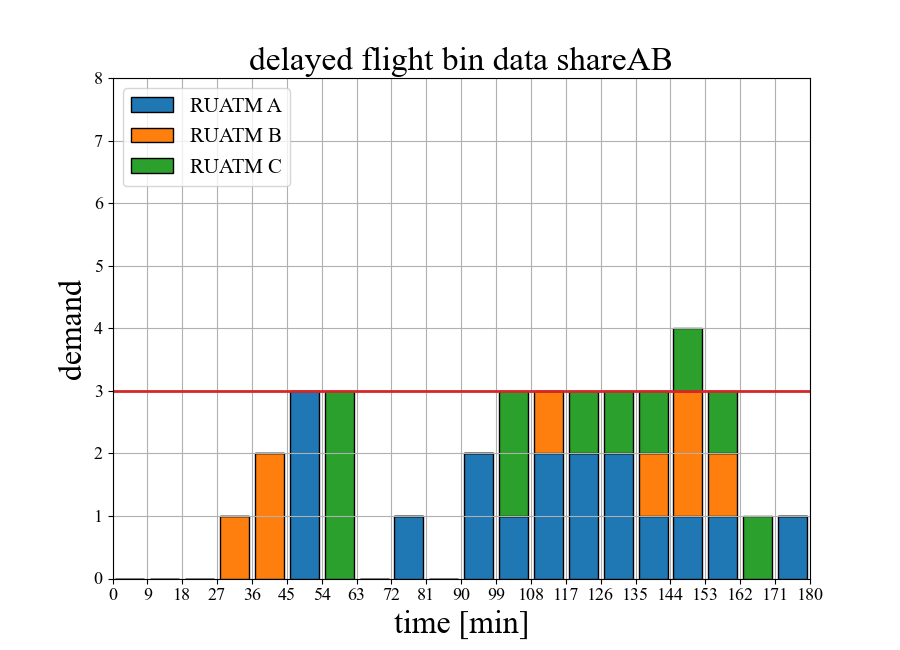 delayed flight bin data shareAB
8
7
6
5
4
3
2
1
0
demand
RUATM A
RUATM B
RUATM C
0 9 18 27 36 45 54 63 72 81 90 99 108 117 126 135 144 153 162 171 180
time [min]